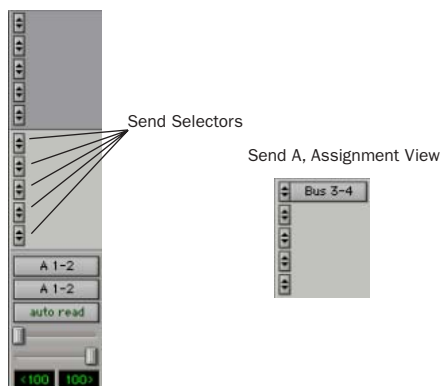 Send Selectors
Send A, Assignment View
Bus 3-4
A 1-2
A 1-2
auto read
<100 100>